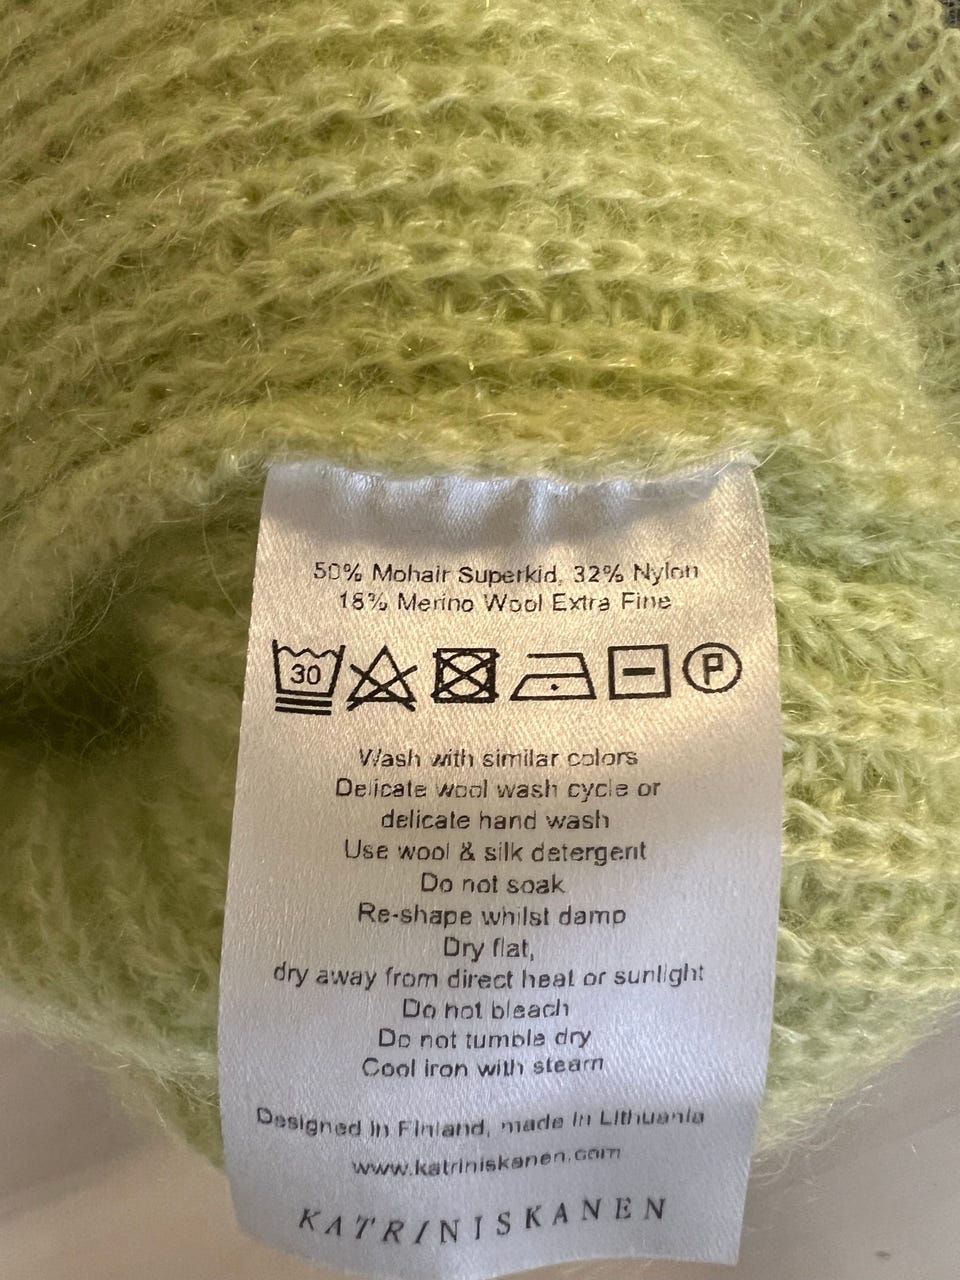 50% Mohair Superkid, 32% Nylon
18% Merino Wool Extra Fine
30 P
Wash with similar colors
Delicate wool wash cycle or
delicate hand wash
Use wool & silk detergent
Do not soak
Re-shape whilst damp
Dry flat,
dry away from direct heat or sunlight
Do not bleach
Do not tumble dry
Cool iron with steam
Designed in Finland, made in Lithuania
www.katriniskanen.com
KATRINISKANEN